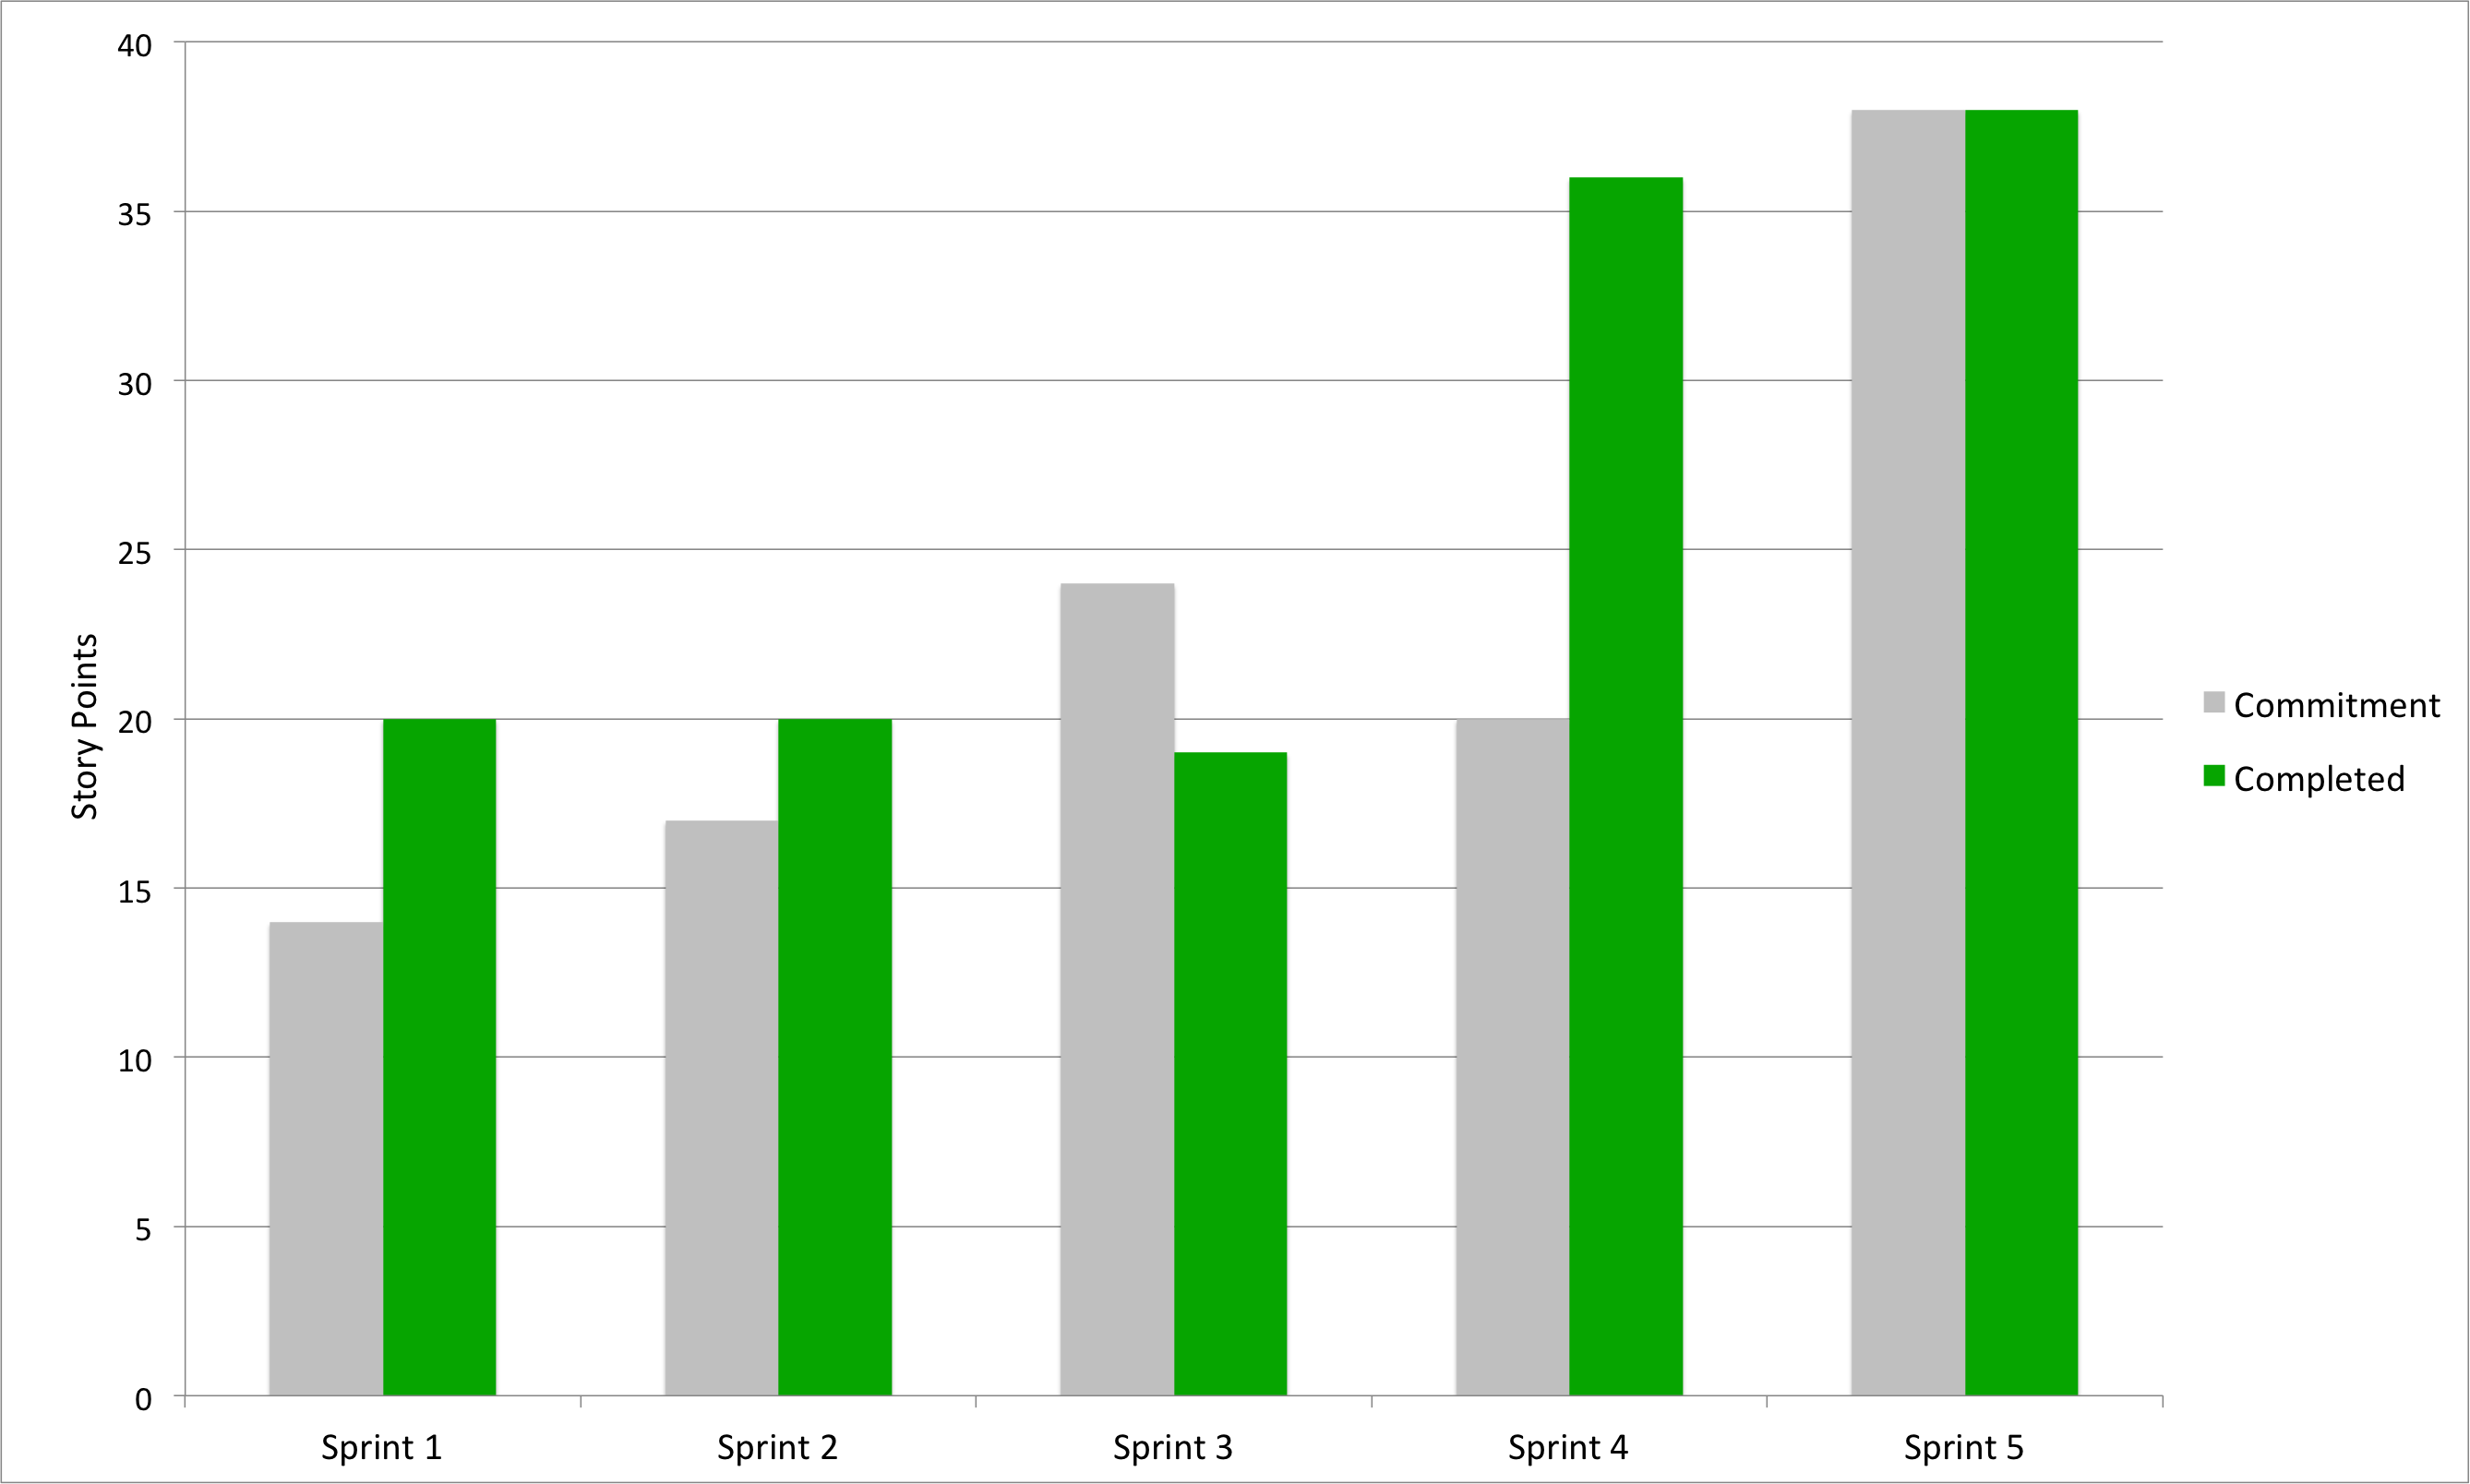 40
35
30
25
20
15
10
5
0
Story Points
Sprint 1
Sprint 2
Sprint 3
Sprint 4
Sprint 5
Commitment
Completed